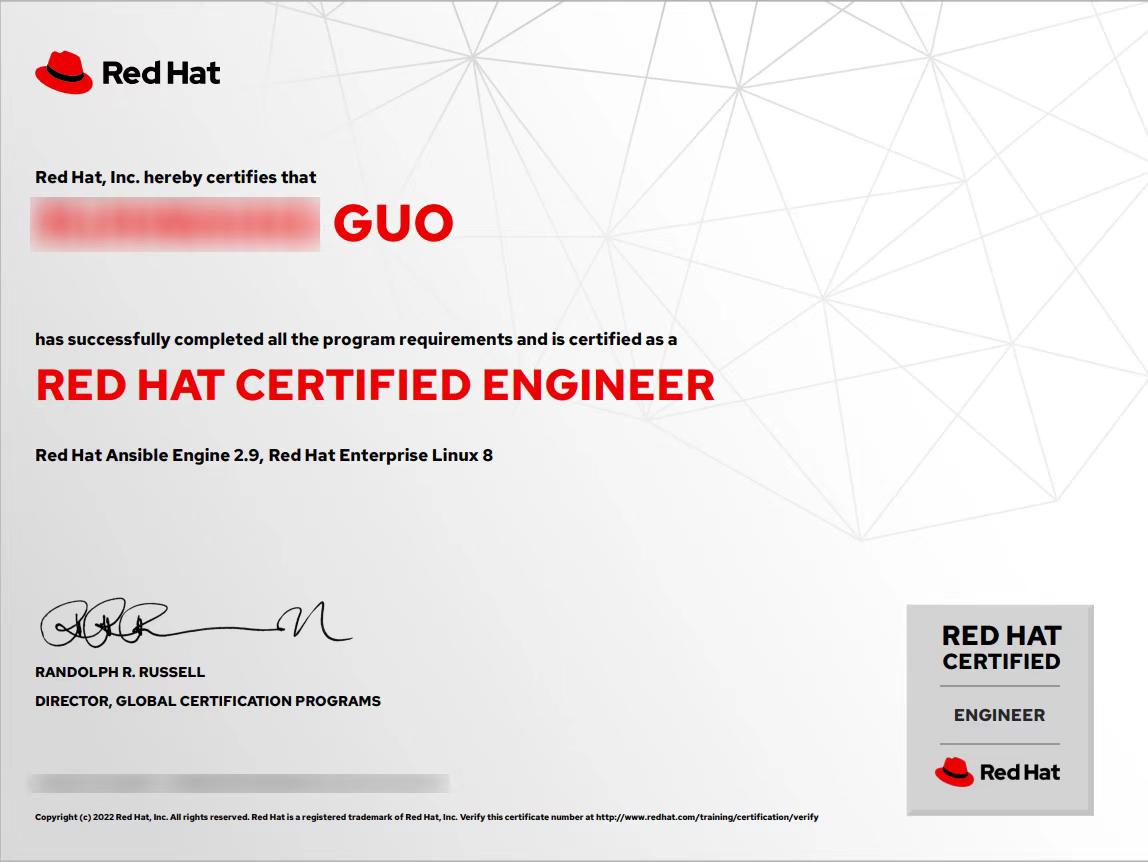 Red Hat
Red Hat, Inc. hereby certifies that
GUO
has successfully completed all the program requirements and is certified as a
RED HAT CERTIFIED ENGINEER
Red Hat Ansible Engine 2.9, Red Hat Enterprise Linux 8
RANDOLPH R. RUSSELL
DIRECTOR, GLOBAL CERTIFICATION PROGRAMS
RED HAT
CERTIFIED
ENGINEER
Red Hat
Copyright (c) 2022 Red Hat, Inc. All rights reserved. Red Hat is a registered trademark of Red Hat, Inc. Verify this certificate number at http://www.redhat.com/training/certification/verify